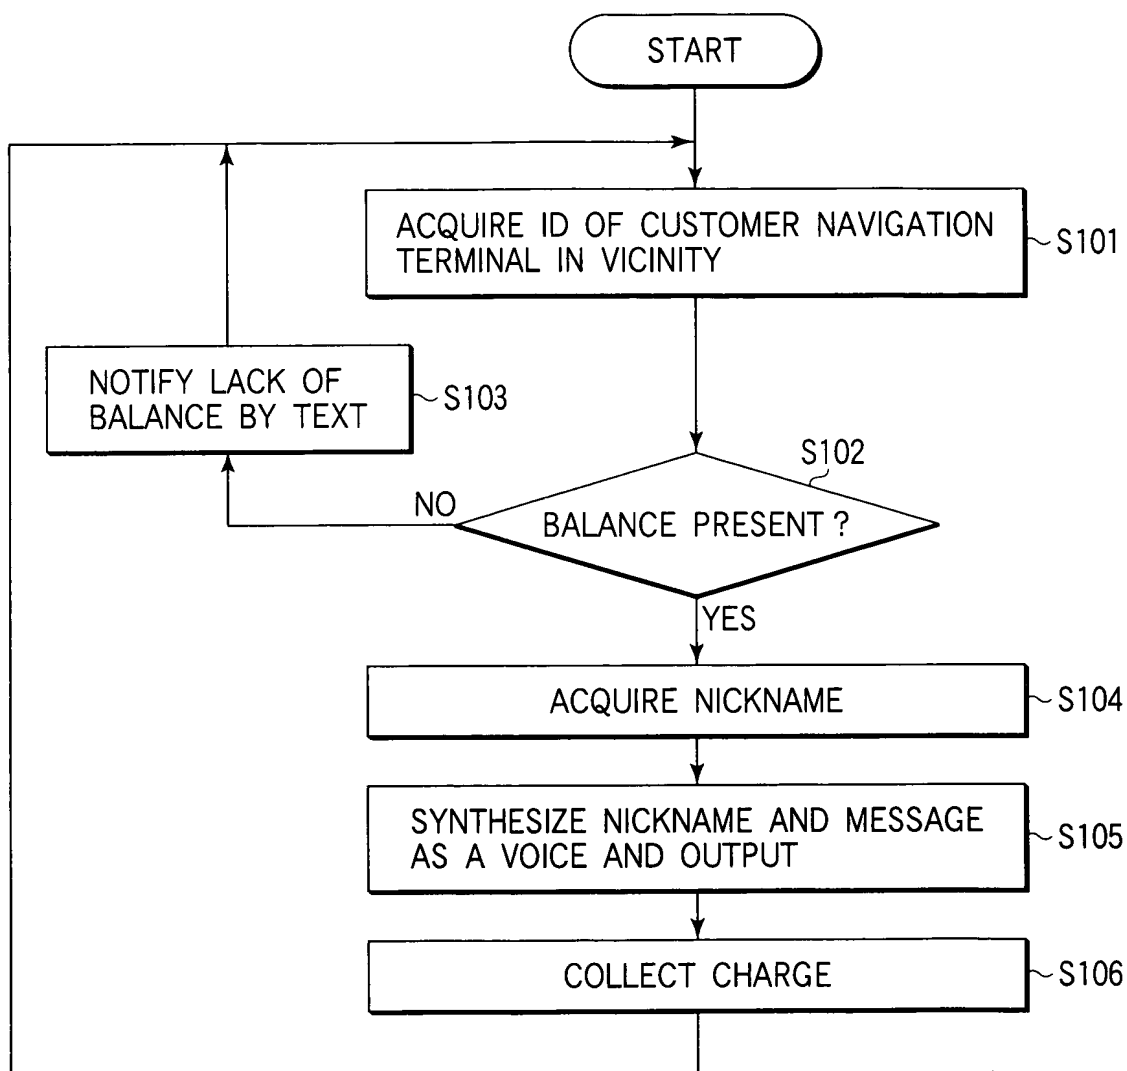 START
ACQUIRE ID OF CUSTOMER NAVIGATION
TERMINAL IN VICINITY
S101
NOTIFY LACK OF
BALANCE BY TEXT
S103
S102
NO
BALANCE PRESENT ?
YES
ACQUIRE NICKNAME
S104
SYNTHESIZE NICKNAME AND MESSAGE
AS A VOICE AND OUTPUT
S105
COLLECT CHARGE
S106